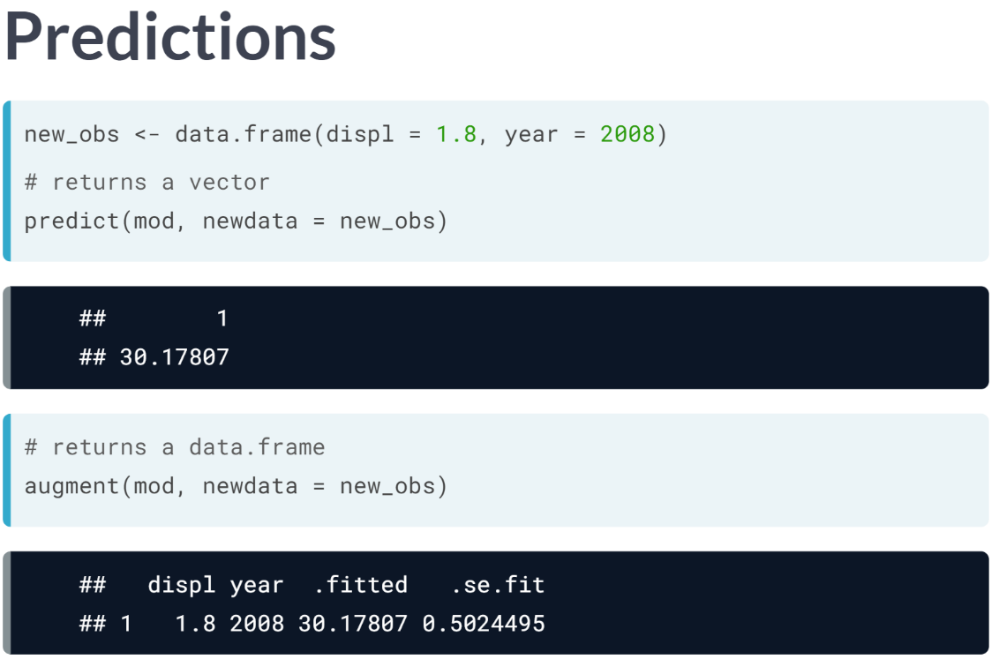 Predictions
new_obs <- data.frame(displ = 1.8, year = 2008)
# returns a vector
predict(mod, newdata = new_obs)
##        1
## 30.17807
# returns a data.frame
augment(mod, newdata = new_obs)
##   displ year  .fitted   .se.fit
## 1   1.8 2008 30.17807 0.5024495